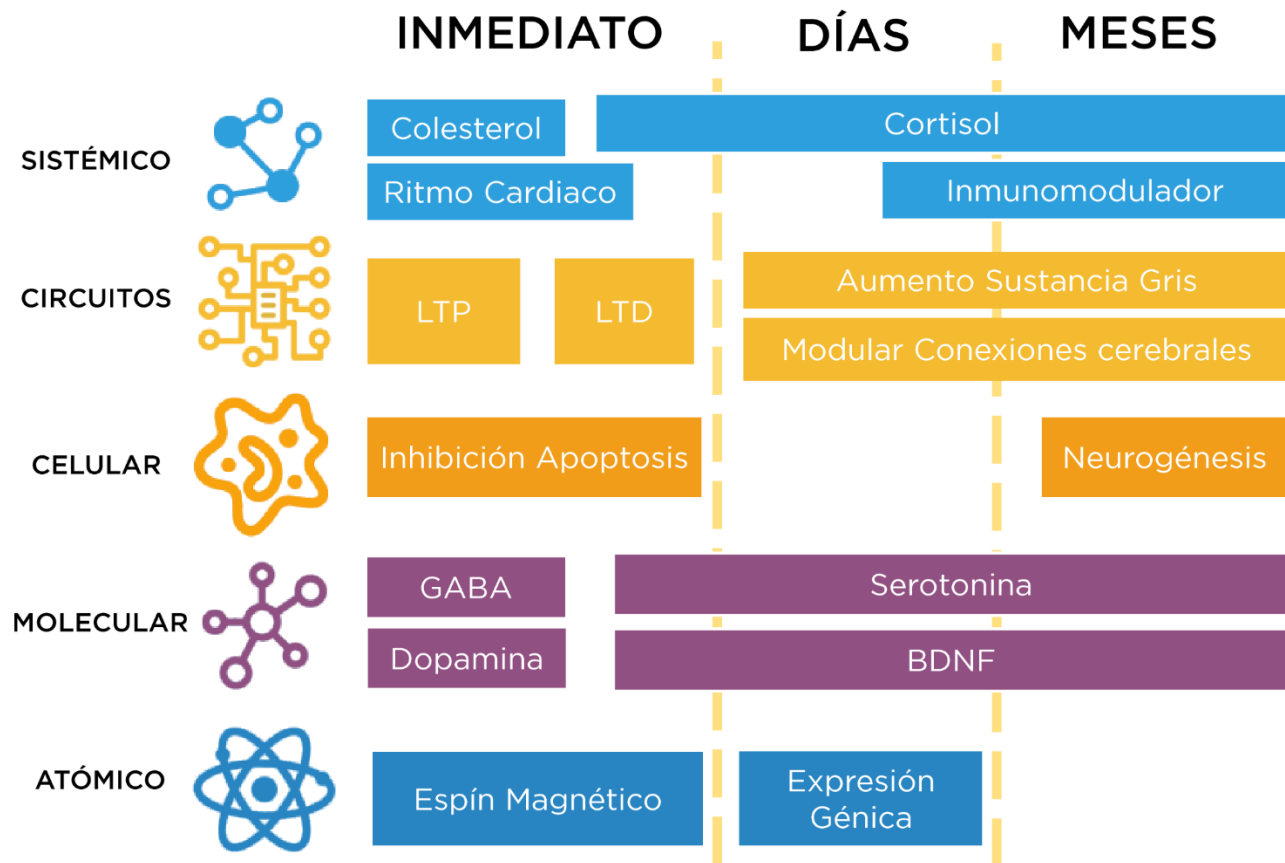 INMEDIATO DÍAS MESES
SISTÉMICO
Colesterol
Cortisol
Ritmo Cardiaco
Inmunomodulador
CIRCUITOS
LTP
LTD
Aumento Sustancia Gris
Modular Conexiones cerebrales
CELULAR
Inhibición Apoptosis
Neurogénesis
MOLECULAR
GABA
Serotonina
Dopamina
BDNF
ATÓMICO
Espín Magnético
Expresión
Génica